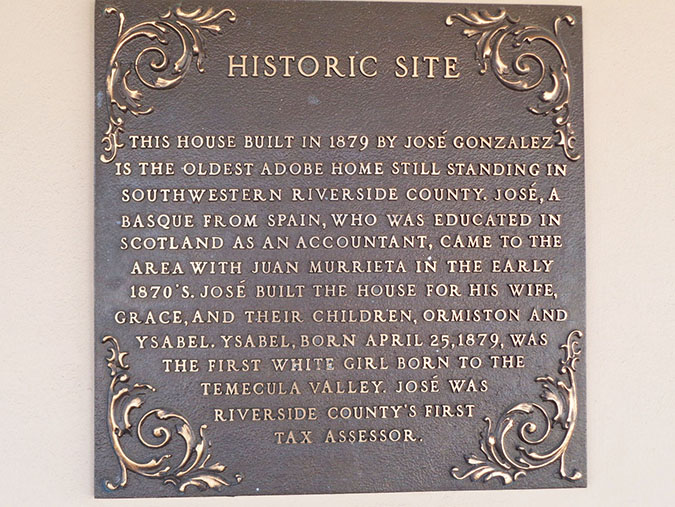 HISTORIC SITE
THIS HOUSE BUILT IN 1879 BY JOSÉ GONZALEZ
IS THE OLDEST ADOBE HOME STILL STANDING IN
SOUTHWESTERN RIVERSIDE COUNTY. JOSÉ, A
BASQUE FROM SPAIN, WHO WAS EDUCATED IN
SCOTLAND AS AN ACCOUNTANT, CAME TO THE
AREA WITH JUAN MURRIETA IN THE EARLY
1870'S. JOSÉ BUILT THE HOUSE FOR HIS WIFE,
GRACE, AND THEIR CHILDREN, ORMISTON AND
YSABEL. YSABEL, BORN APRIL 25, 1879, WAS
THE FIRST WHITE GIRL BORN TO THE
TEMECULA VALLEY. JOSÉ WAS
RIVERSIDE COUNTY'S FIRST
TAX ASSESSOR.